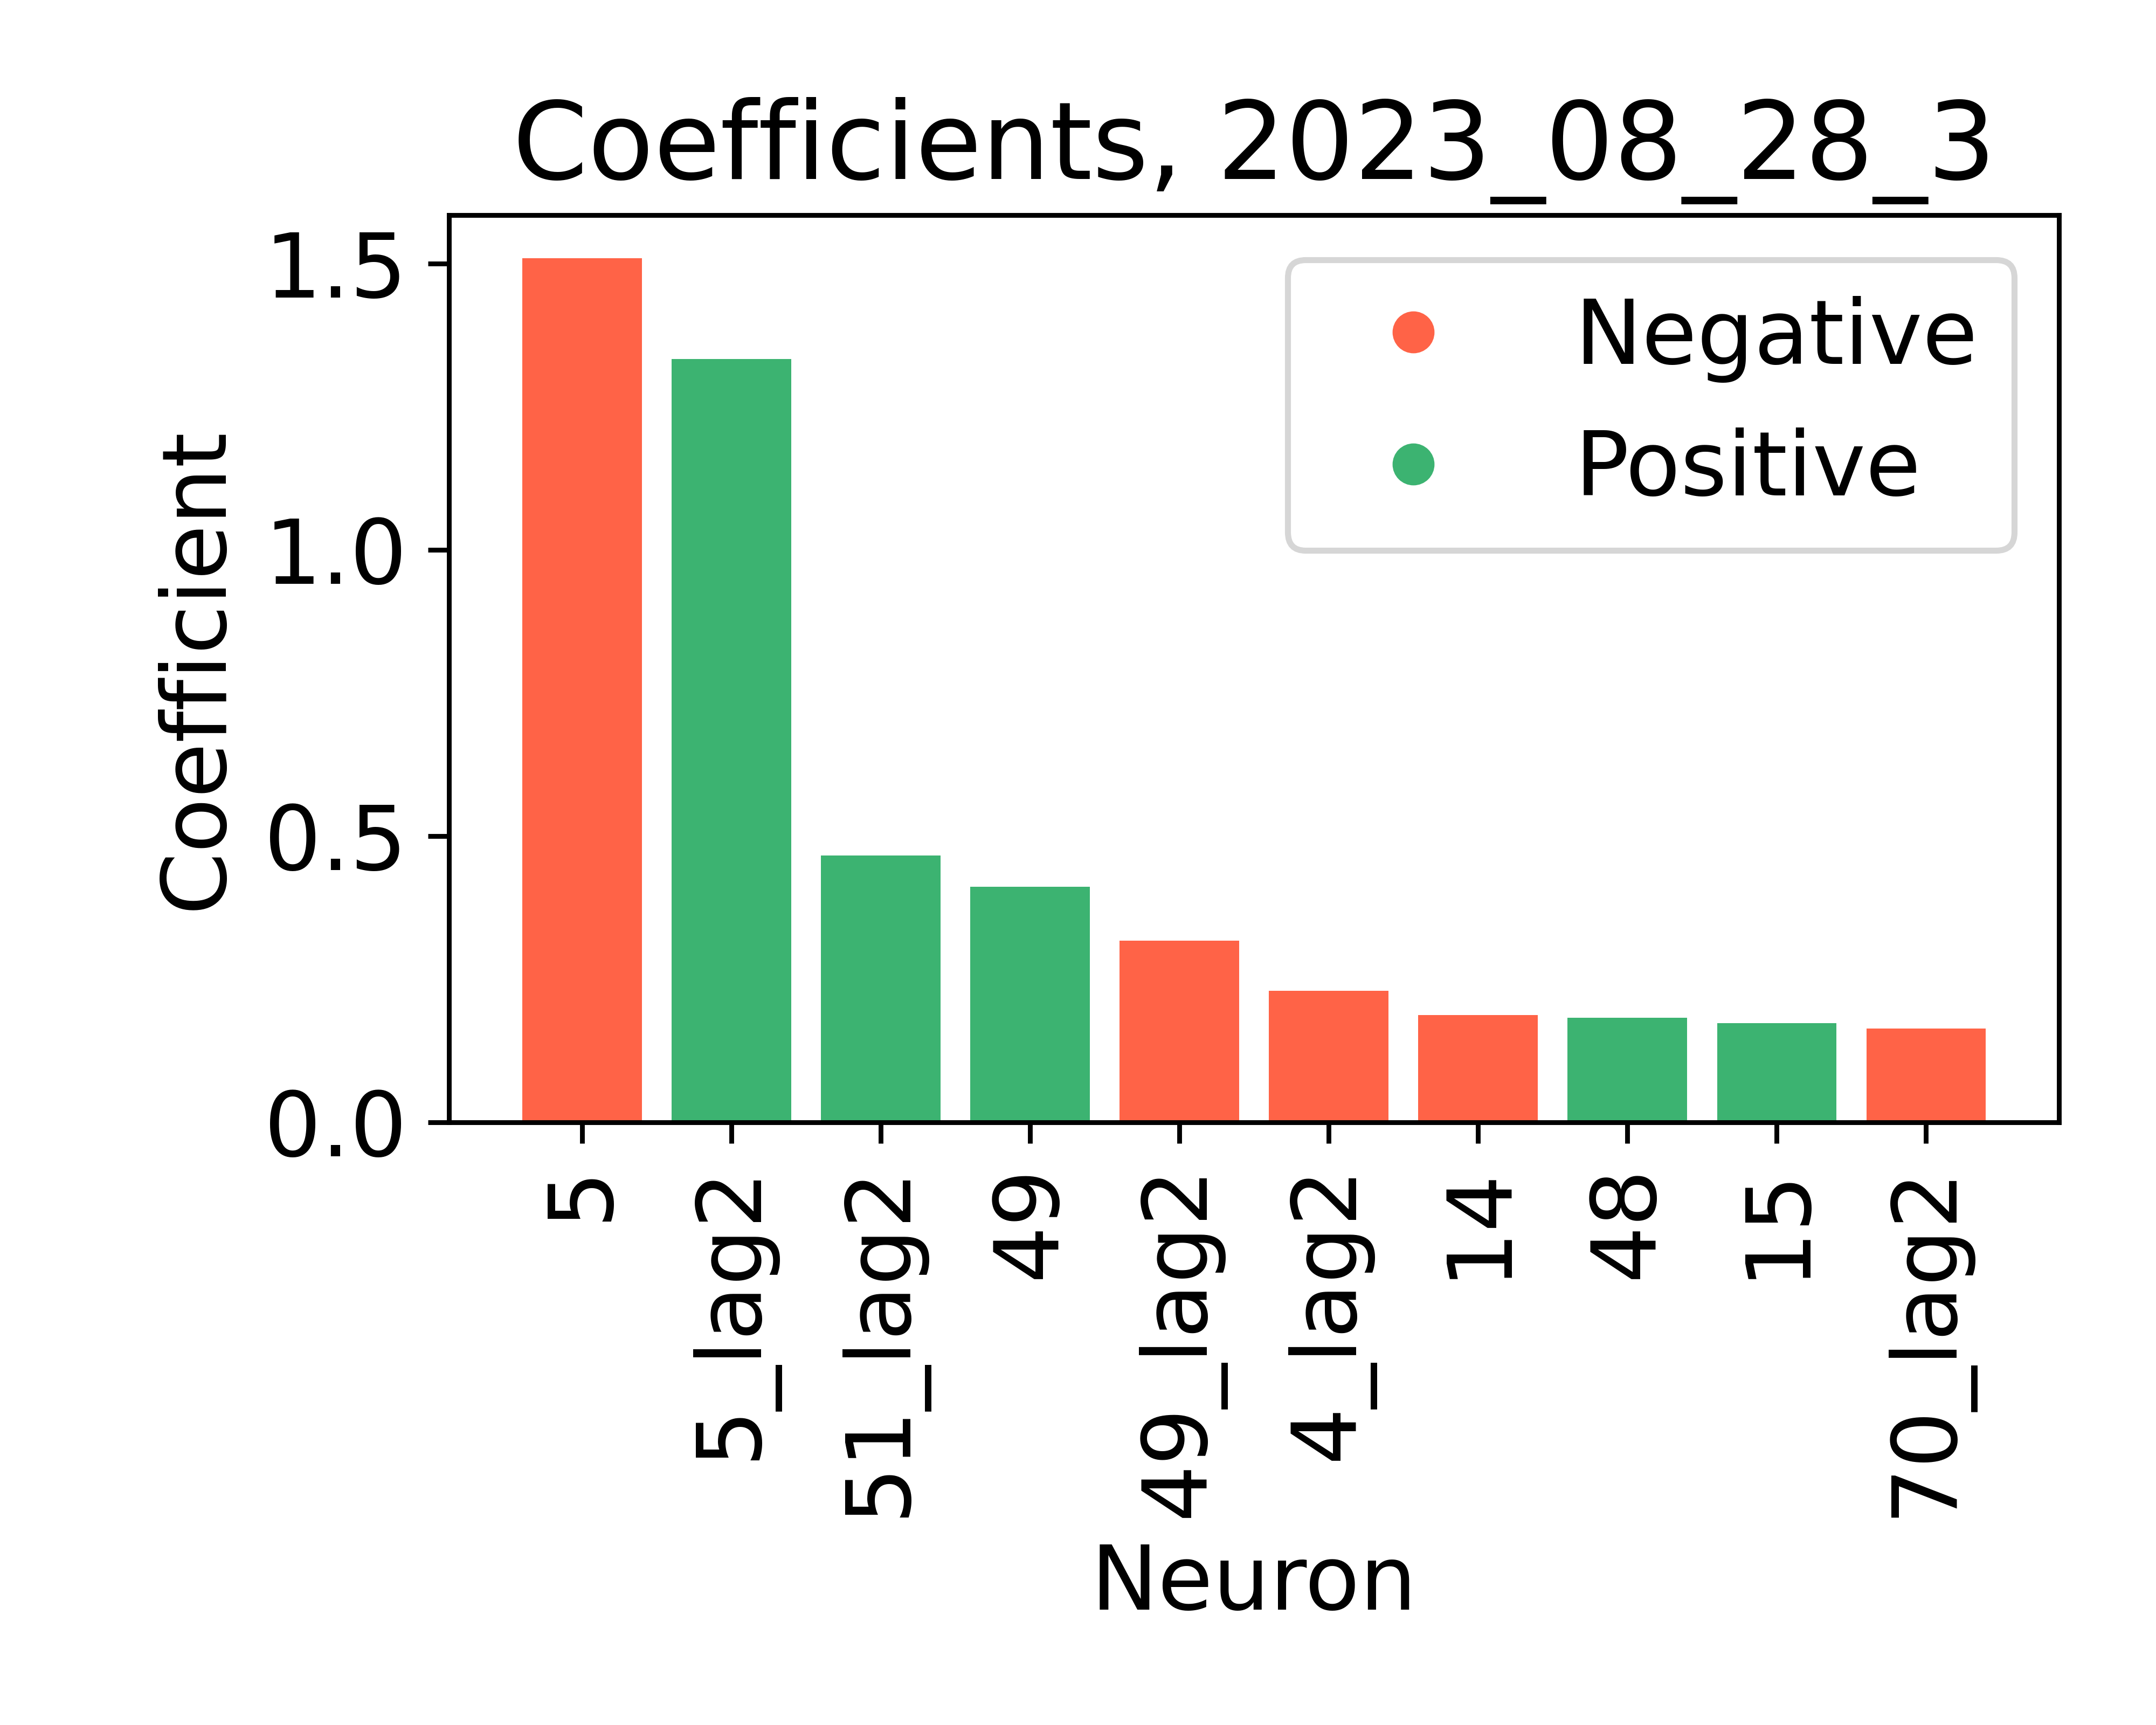 Coefficients, 2023_08_28_3
Negative
Positive
Coefficient
1.5
1.0
0.5
0.0
5
5_lag2
51_lag2
49
49_lag2
4_lag2
14
48
15
70_lag2
Neuron